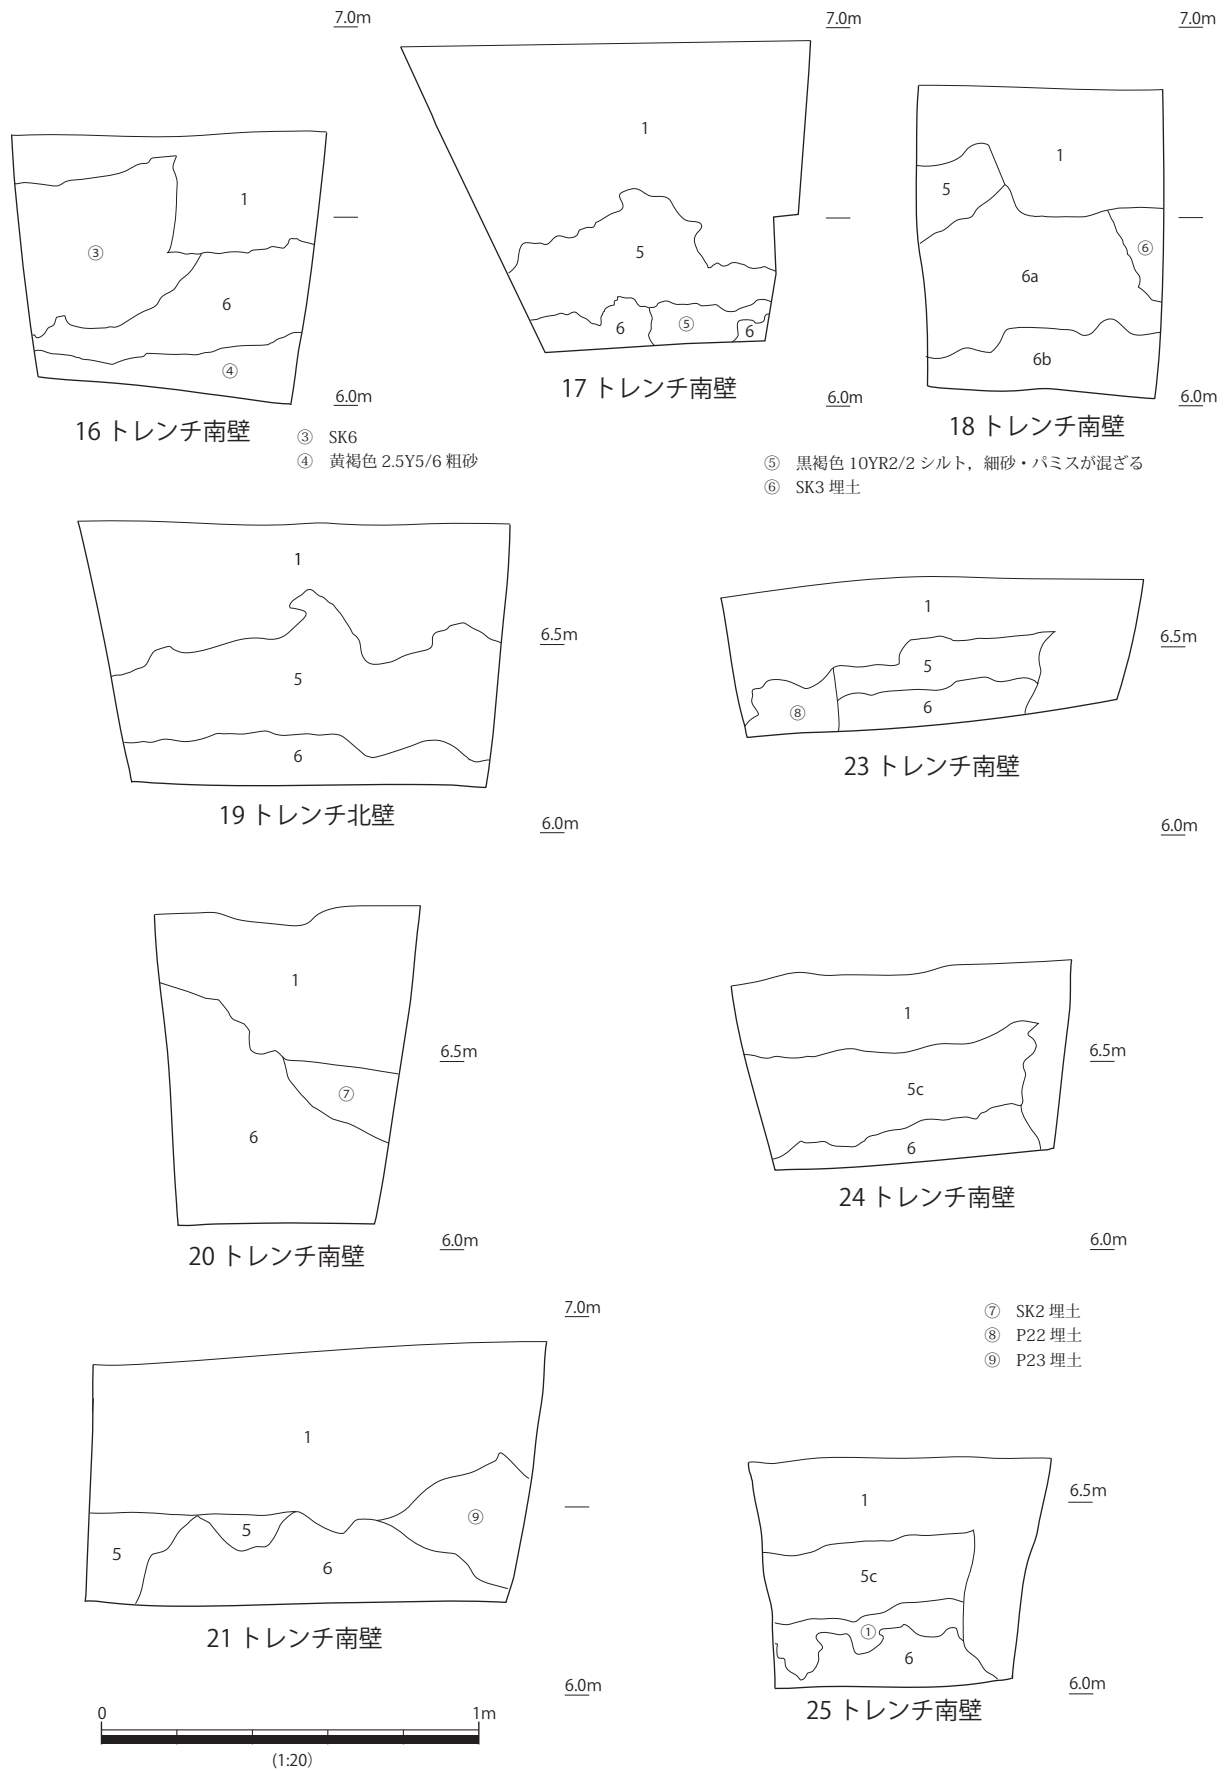 7.0m
7.0m
7.0m
1
③
6
④
6.0m
16 トレンチ南壁
③ SK6
④ 黄褐色 2.5Y5/6 粗砂
1
5
6
⑤
6
6.0m
17 トレンチ南壁
1
5
⑥
6a
6b
6.0m
18 トレンチ南壁
⑤ 黒褐色 10YR2/2 シルト，細砂・パミスが混ざる
⑥ SK3 埋土
1
5
6
6.5m
6.0m
19 トレンチ北壁
1
5
⑧
6
6.5m
6.0m
23 トレンチ南壁
1
⑦
6
6.5m
6.0m
20 トレンチ南壁
1
5c
6
6.5m
6.0m
24 トレンチ南壁
⑦ SK2 埋土
⑧ P22 埋土
⑨ P23 埋土
7.0m
1
⑨
5
5
6
6.0m
21 トレンチ南壁
1
5c
①
6
6.5m
6.0m
25 トレンチ南壁
0 1m
(1:20)